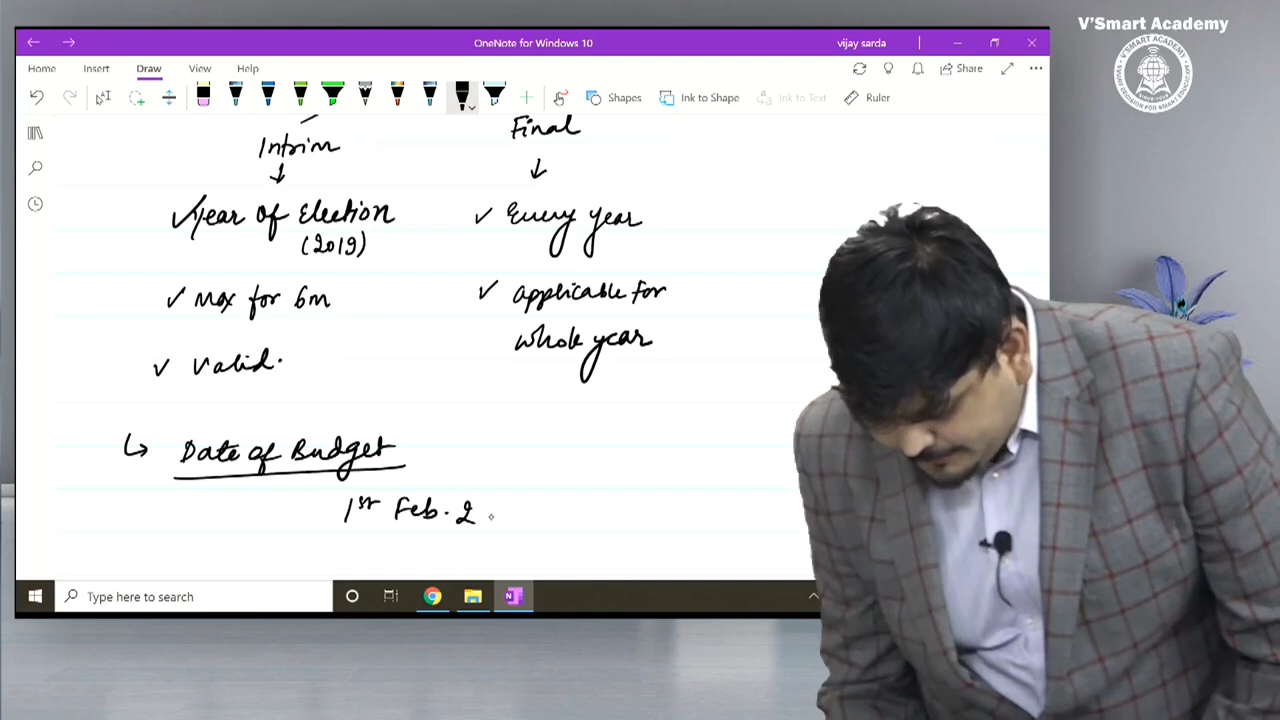 V'Smart Academy
OneNote for Windows 10
vijay sarda
Home Insert Draw View Help
Share
Shapes
Ink to Shape
Ink to Text
Ruler
Intrim
Final
Year of Election
(2019)
Every year
Max for 6m
applicable for
whole year
Valid.
Date of Budget
1st Feb. 2
Type here to search